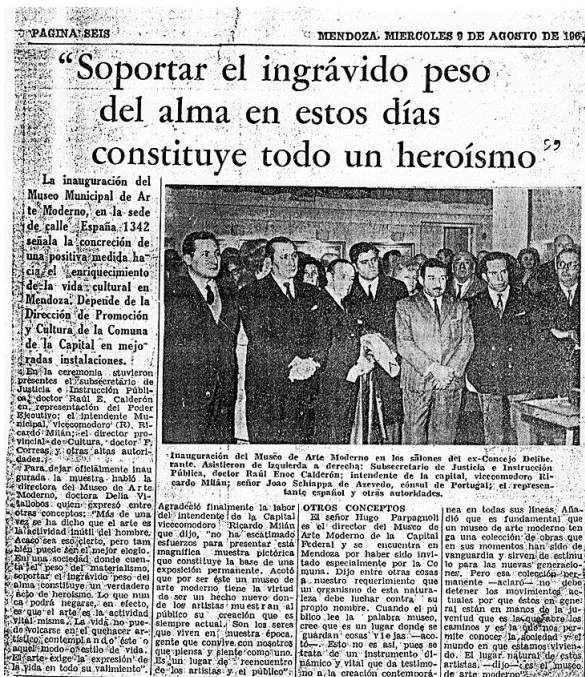 PAGINA SEIS
MENDOZA, MIERCOLES 9 DE AGOSTO DE 196
“Soportar el ingrávido peso
del alma en estos días
constituye todo un heroísmo”
La inauguración del
Museo Municipal de Ar
te Moderno, en la sede
de calle España 1342
señala la concreción de
una positiva medida ha
cia el enriquecimiento
de la vida cultural en
Mendoza. Depende de la
Dirección de Promoción
y Cultura de la Comuna
de la Capital en mejo
radas instalaciones.
En la ceremonia stuvieron
presentes el subsecretario de
Justicia e Instrucción Públi-
ca, doctor Raúl E. Calderón
en representación del Poder
Ejecutivo; el intendente Mu-
nicipal, vicecomodoro (R), Ri-
cardo Milán; el director pro-
vincial de Cultura, doctor F.
Correas, y otras altas autori-
dades.
Para dejar oficialmente inau
gurada la muestra habló la
directora del Museo de Arte
Moderno, doctora Delia Vi-
llalobos quien expresó entre
otros conceptos: “Más de una
vez se ha dicho que el arte es
la actividad inútil del hombre.
Acaso sea eso cierto, pero tam
bién puede ser el mejor elogio.
En una sociedad donde cuen-
ta el peso del materialismo,
soportar el ingrávido peso del
alma constituye un verdadero
acto de heroísmo. Lo que nun
ca podrá negarse, en efecto,
es que el arte es la actividad
vital misma. La vida no pue-
de volcarse en el quehacer ar-
tístico, contemplando éste o
aquel modo o estilo de vida.
El arte exige la expresión de
la vida en todo su valimiento”.
Inauguración del Museo de Arte Moderno en los salones del ex-Concejo Delibe
rante. Asistieron de izquierda a derecha: Subsecretario de Justicia e Instrucción
Pública, doctor Raúl Enoc Calderón; intendente de la capital, vicecomodoro Ri-
cardo Milán; señor Joao Schiappa de Azevedo, cónsul de Portugal; el represen-
tante español y otras autoridades.
Agradeció finalmente la labor
del intendente de la Capital
vicecomodoro Ricardo Milán
que dijo, “no ha escatimado
esfuerzos para presentar está
magnífica muestra pictórica
que constituye la base de una
exposición permanente. Acotó
que por ser éste un museo de
arte moderno tiene la virtud
de ser un hecho nuevo don-
de los artistas muestran al
público su creación que es
siempre actual. Son los seres
que viven en nuestra época,
gente que convive con nosotros
que piensa y siente como uno.
Es un lugar de “reencuentro
de los artistas y el público”.
OTROS CONCEPTOS
El señor Hugo Parpagnoli
es el director del Museo de
Arte Moderno de la Capital
Federal y se encuentra en
Mendoza por haber sido invi
tado especialmente por la Co
muna. Dijo entre otras cosas
a nuestro requerimiento que
un organismo de esta natura-
leza debe luchar contra su
propio nombre. Cuando el pú
blico lee la palabra museo,
cree que es un lugar donde se
guardan cosas viejas —aco-
tó—. Esto no es así, pues se
trata de un instrumento di-
námico y vital que da testimo-
nio a la creación contemporá-
nea en todas sus líneas. Aña-
dió que es fundamental que
un museo de arte moderno ten
ga una colección de obras que
en sus momentos han sido de
vanguardia y sirven de estímu
lo para las nuevas generacio-
nes. Pero esa colección per-
manente —aclaró— no debe
detener los movimientos ac-
tuales por que éstos en gene-
ral están en manos de la ju
ventud que es la que abre los
caminos y es la que nos per-
mite conocer la sociedad y el
mundo en que estamos vivien-
do. El lugar natural de estos
artistas —dijo— es el museo
de arte moderno”.